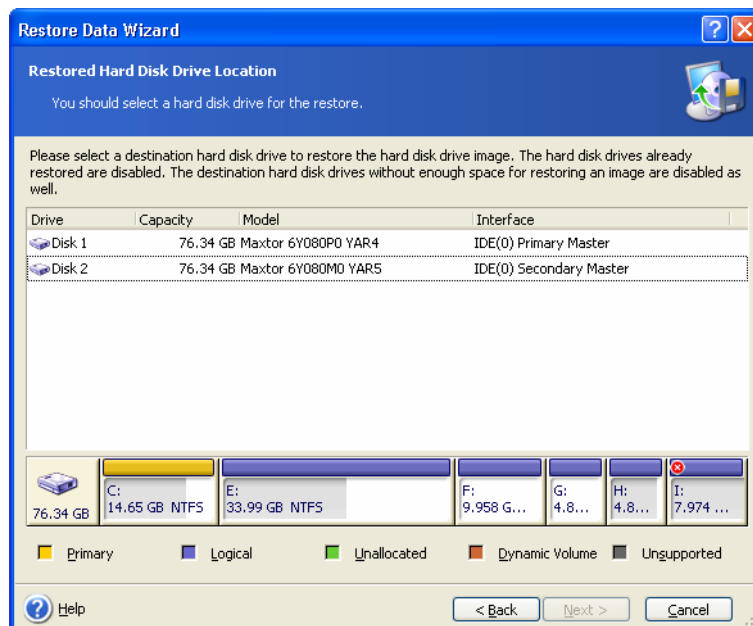 Restore Data Wizard
Restored Hard Disk Drive Location
You should select a hard disk drive for the restore.
Please select a destination hard disk drive to restore the hard disk drive image. The hard disk drives already
restored are disabled. The destination hard disk drives without enough space for restoring an image are disabled as
well.
Drive Capacity Model Interface
Disk 1 76.34 GB Maxtor 6Y080P0 YAR4 IDE(0) Primary Master
Disk 2 76.34 GB Maxtor 6Y080M0 YAR5 IDE(0) Secondary Master
C: E: F: G: H: I:
76.34 GB 14.65 GB NTFS 33.99 GB NTFS 9.958 G... 4.8... 4.8... 7.974 ...
Primary Logical Unallocated Dynamic Volume Unsupported
Help < Back Next > Cancel